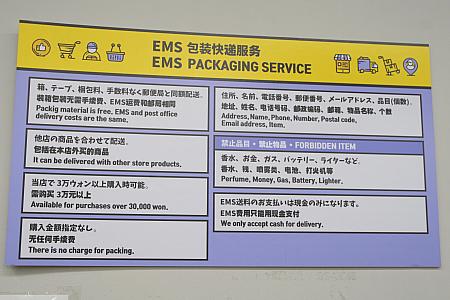 EMS 包装快递服务
EMS PACKAGING SERVICE
箱、テープ、梱包料、手数料なく郵便局と同額配送。
装箱包装无需手续费、EMS运费和邮局相同
Packig material is free, EMS and post office
delivery costs are the same.
他店の商品を合わせて配送。
包括在本店外买的商品
It can be delivered with other store products.
当店で3万ウォン以上購入時可能。
需购买 3万元以上
Available for purchases over 30,000 won.
購入金額指定なし。
无任何手续费
There is no charge for packing.
住所、名前、電話番号、郵便番号、メールアドレス、品目(個数)。
地址、姓名、电话号码、邮政编码、邮箱、物品名称、个数
Address, Name, Phone, Number, Postal code,
Email address, Item.
禁止品目・禁止物品・FORBIDDEN ITEM
香水、お金、ガス、バッテリー、ライターなど。
香水、钱、喷雾类、电池、打火机等
Perfume, Money, Gas, Battery, Lighter.
EMS送料のお支払いは現金のみになります。
EMS费用只能用现金支付
We only accept cash for delivery.